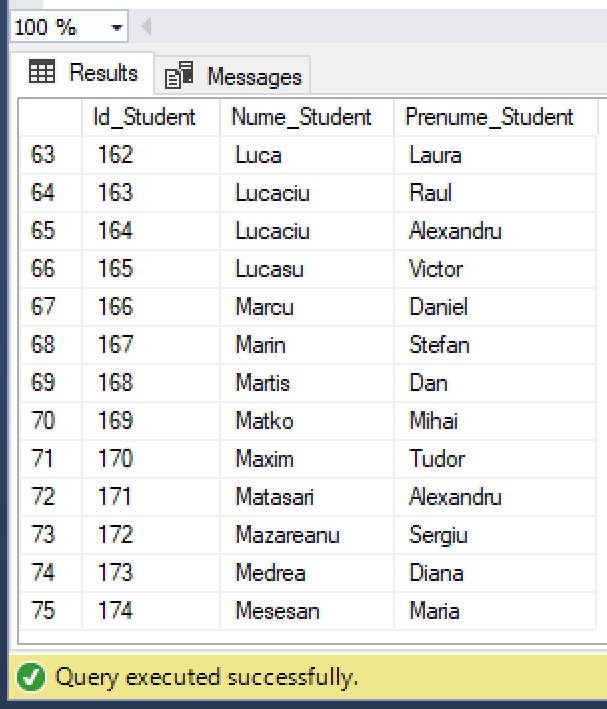 100 %
Results Messages
Id_Student Nume_Student Prenume_Student
63 162 Luca Laura
64 163 Lucaciu Raul
65 164 Lucaciu Alexandru
66 165 Lucasu Victor
67 166 Marcu Daniel
68 167 Marin Stefan
69 168 Martis Dan
70 169 Matko Mihai
71 170 Maxim Tudor
72 171 Matasari Alexandru
73 172 Mazareanu Sergiu
74 173 Medrea Diana
75 174 Mesesan Maria
Query executed successfully.